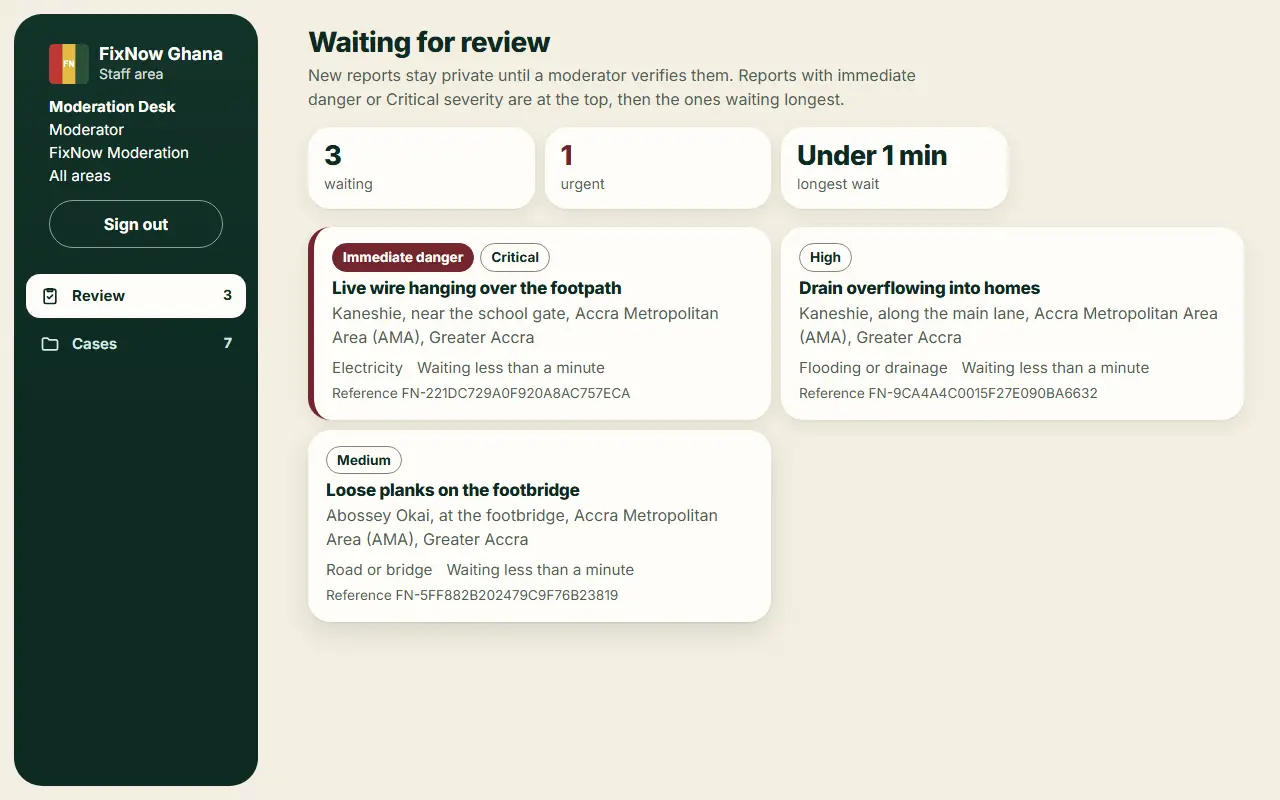 FN
FixNow Ghana
Staff area
Moderation Desk
Moderator
FixNow Moderation
All areas
Sign out
Review 3
Cases 7
Waiting for review
New reports stay private until a moderator verifies them. Reports with immediate
danger or Critical severity are at the top, then the ones waiting longest.
3
waiting
1
urgent
Under 1 min
longest wait
Immediate danger Critical
Live wire hanging over the footpath
Kaneshie, near the school gate, Accra Metropolitan
Area (AMA), Greater Accra
Electricity Waiting less than a minute
Reference FN-221DC729A0F920A8AC757ECA
High
Drain overflowing into homes
Kaneshie, along the main lane, Accra Metropolitan Area
(AMA), Greater Accra
Flooding or drainage Waiting less than a minute
Reference FN-9CA4A4C0015F27E090BA6632
Medium
Loose planks on the footbridge
Abossey Okai, at the footbridge, Accra Metropolitan
Area (AMA), Greater Accra
Road or bridge Waiting less than a minute
Reference FN-5FF882B202479C9F76B23819